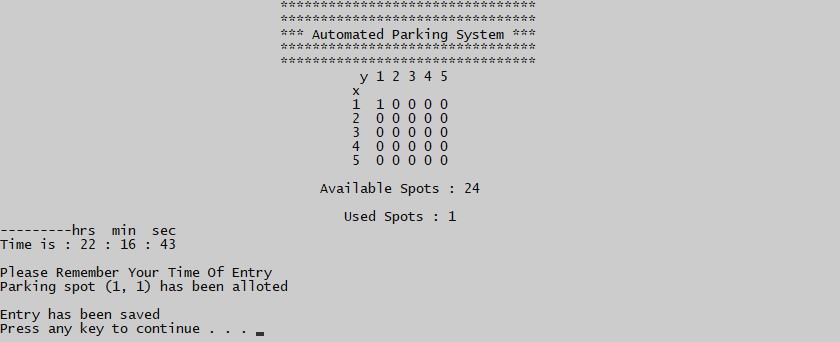 ********************************
********************************
*** Automated Parking System ***
********************************
********************************
y 1 2 3 4 5
x
1 1 0 0 0 0
2 0 0 0 0 0
3 0 0 0 0 0
4 0 0 0 0 0
5 0 0 0 0 0
Available Spots : 24
Used Spots : 1
---------hrs  min  sec
Time is : 22 : 16 : 43
Please Remember Your Time Of Entry
Parking spot (1, 1) has been alloted
Entry has been saved
Press any key to continue . . .